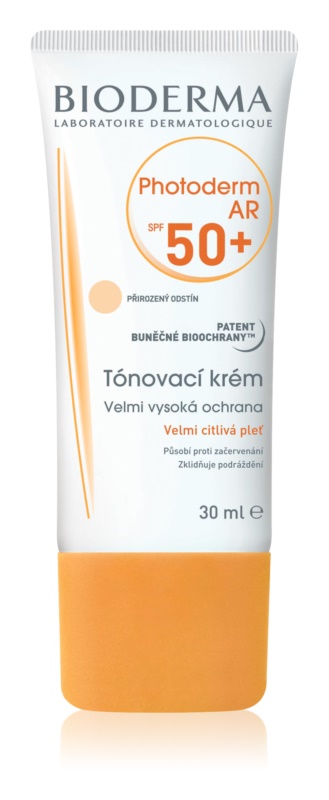 BIODERMA
LABORATOIRE DERMATOLOGIQUE
Photoderm
AR
SPF 50+
PŘIROZENÝ ODSTÍN
PATENT
BUNĚČNÉ BIOOCHRANY™
Tónovací krém
Velmi vysoká ochrana
Velmi citlivá pleť
Působí proti začervenání
Zklidňuje podráždění
30 ml ℮